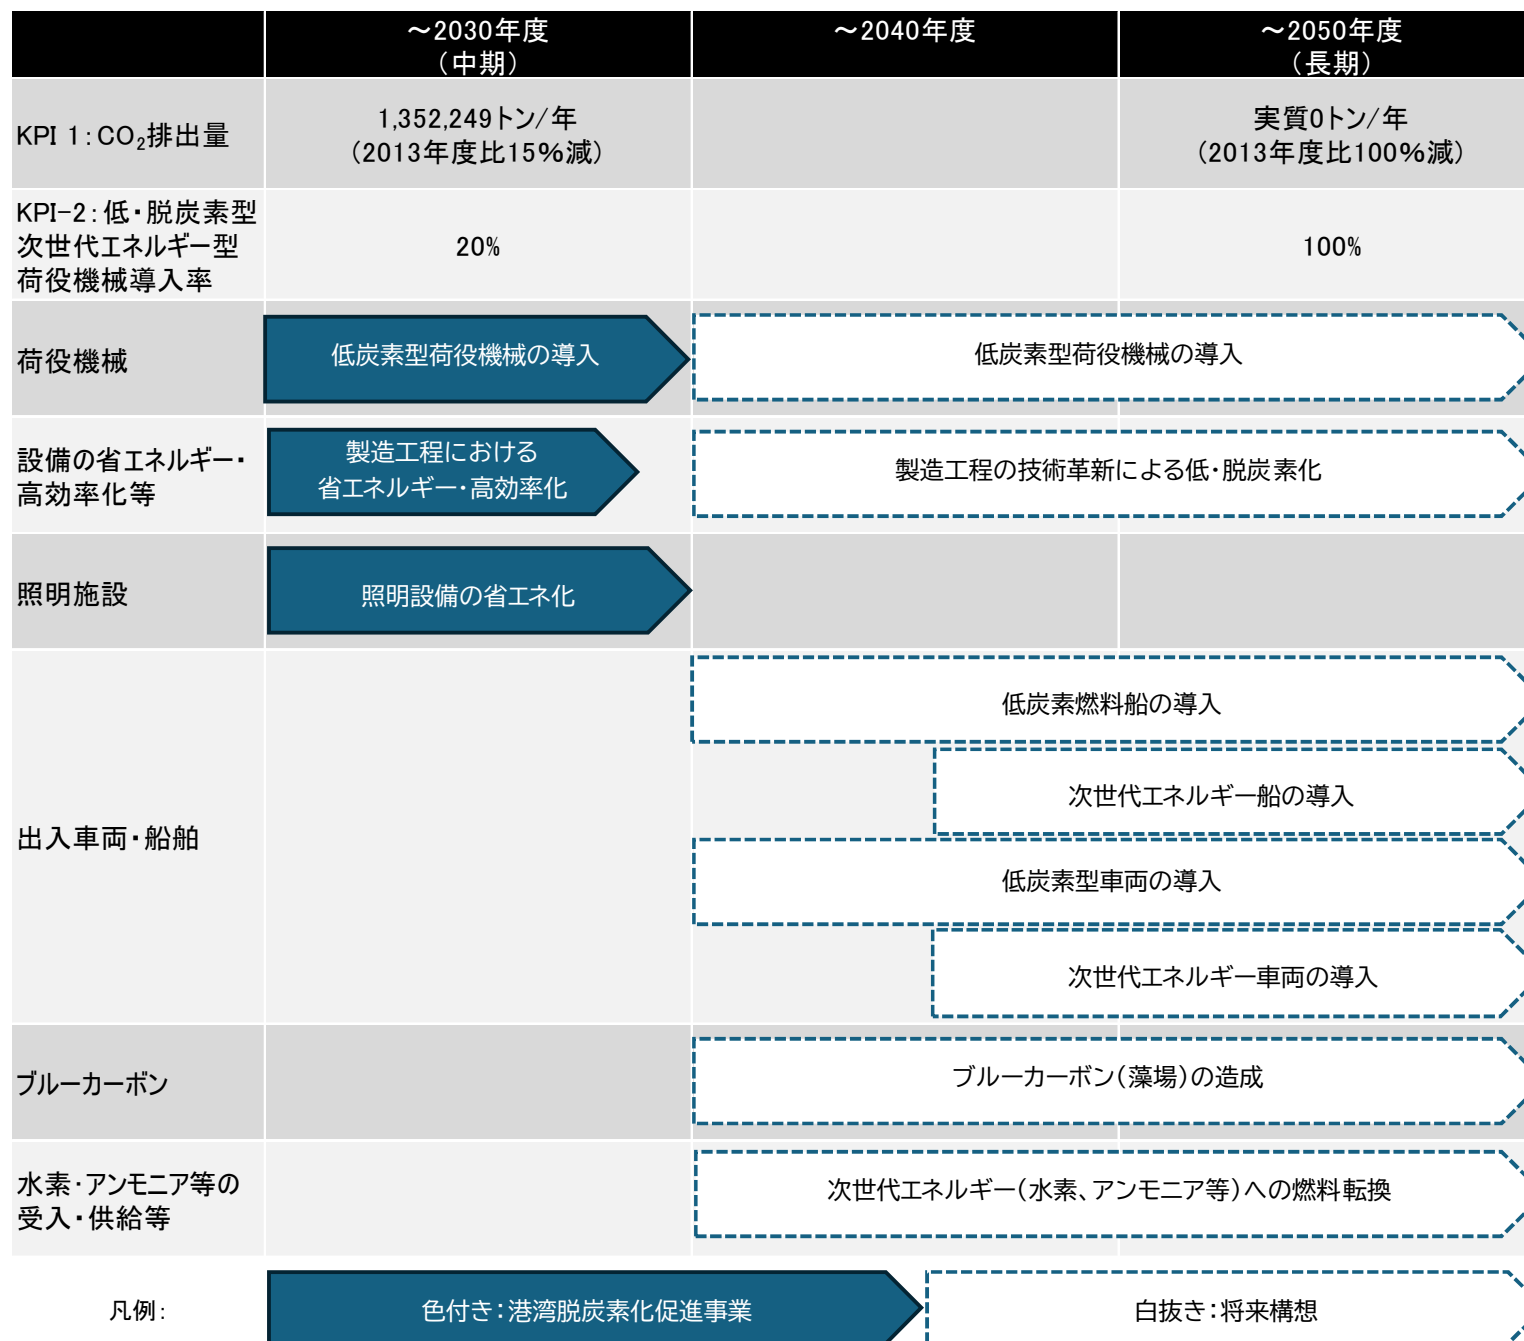 ～2030年度
（中期）
～2040年度
～2050年度
（長期）
KPI 1：CO₂排出量
1,352,249トン/年
（2013年度比15％減）
実質0トン/年
（2013年度比100％減）
KPI-2：低・脱炭素型
次世代エネルギー型
荷役機械導入率
20%
100%
荷役機械
低炭素型荷役機械の導入
低炭素型荷役機械の導入
設備の省エネルギー・
高効率化等
製造工程における
省エネルギー・高効率化
製造工程の技術革新による低・脱炭素化
照明施設
照明設備の省エネ化
出入車両・船舶
低炭素燃料船の導入
次世代エネルギー船の導入
低炭素型車両の導入
次世代エネルギー車両の導入
ブルーカーボン
ブルーカーボン（藻場）の造成
水素・アンモニア等の
受入・供給等
次世代エネルギー（水素、アンモニア等）への燃料転換
凡例：
色付き：港湾脱炭素化促進事業
白抜き：将来構想